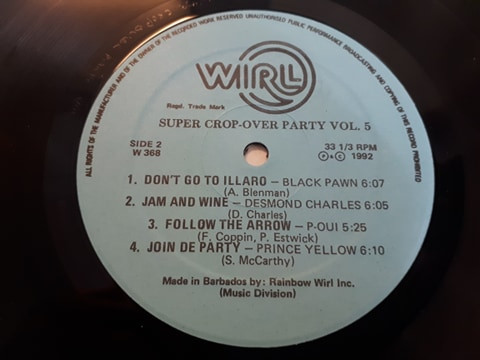 ALL RIGHTS OF THE MANUFACTURER AND OF THE OWNER OF THE RECORDED WORK RESERVED UNAUTHORISED PUBLIC PERFORMANCE BROADCASTING AND COPYING OF THIS RECORD PROHIBITED
WIRL
Regd. Trade Mark
SUPER CROP-OVER PARTY VOL. 5
SIDE 2 33 1/3 RPM
W 368 ℗ & © 1992
1. DON'T GO TO ILLARO – BLACK PAWN 6:07
(A. Blenman)
2. JAM AND WINE – DESMOND CHARLES 6:05
(D. Charles)
3. FOLLOW THE ARROW – P-OUI 5:25
(F. Coppin, P. Estwick)
4. JOIN DE PARTY – PRINCE YELLOW 6:10
(S. McCarthy)
Made in Barbados by: Rainbow Wirl Inc.
(Music Division)